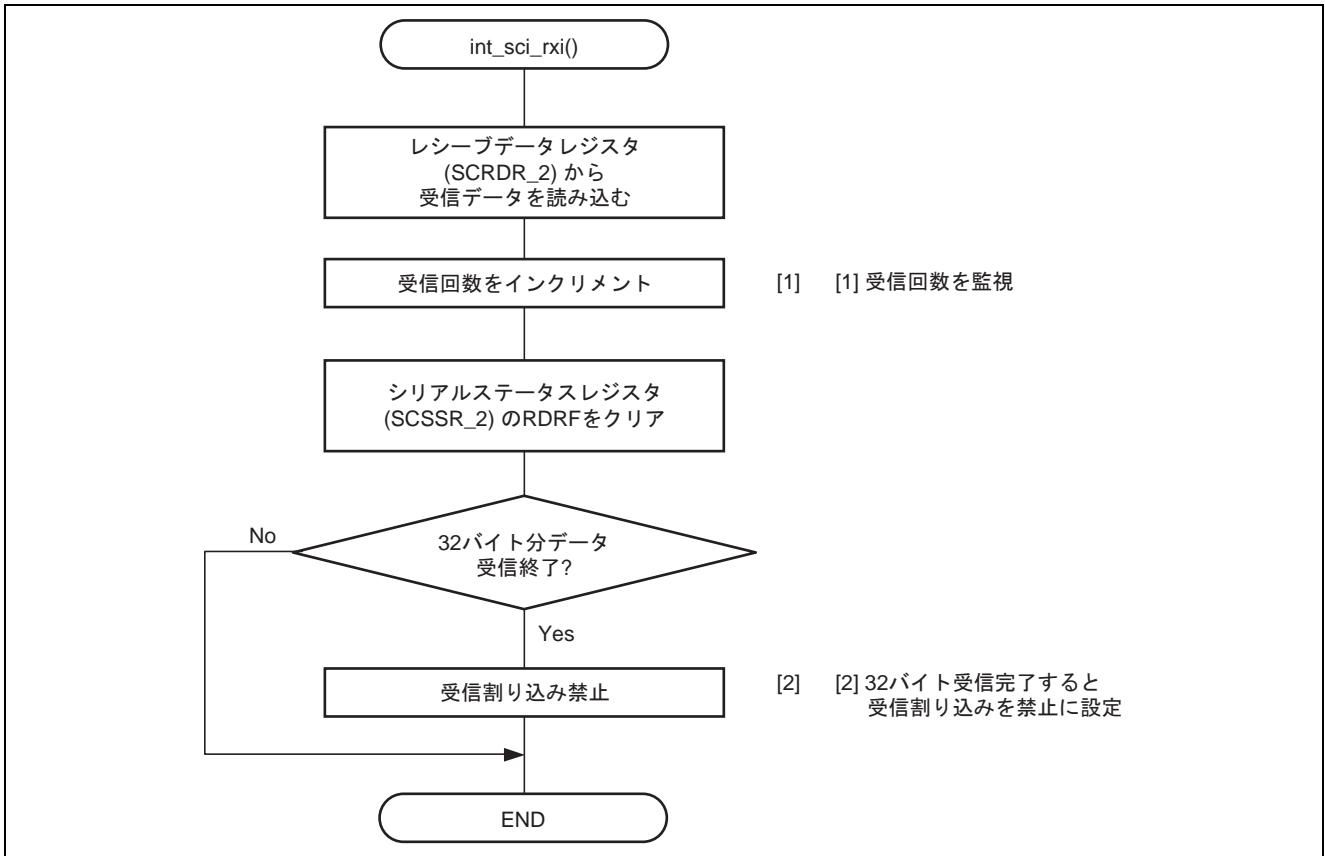 int_sci_rxi()
レシーブデータレジスタ
(SCRDR_2) から
受信データを読み込む
受信回数をインクリメント
[1] [1] 受信回数を監視
シリアルステータスレジスタ
(SCSSR_2) のRDRFをクリア
No
32バイト分データ
受信終了?
Yes
受信割り込み禁止
[2] [2] 32バイト受信完了すると
受信割り込みを禁止に設定
END